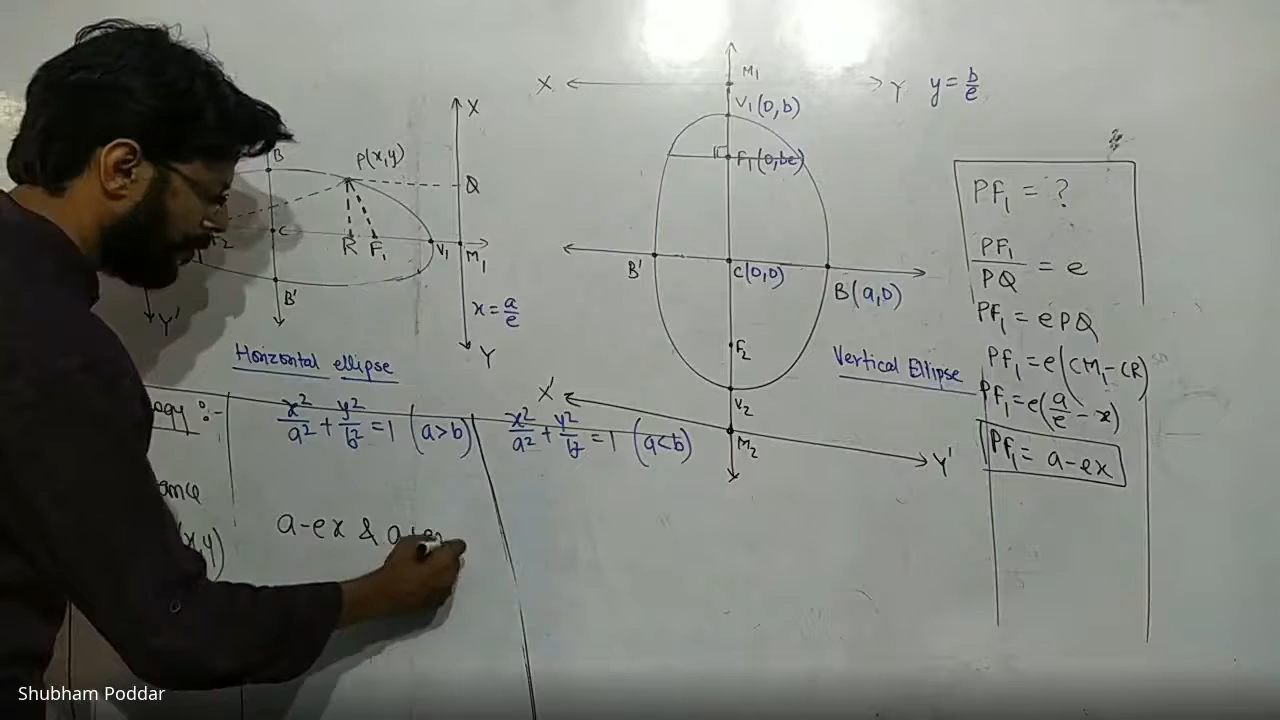 X
B
P(x,y)
Q
C
R
F₁
V₁
M₁
B'
x = a/e
Y'
Y
Horizontal ellipse
X
M₁
Y
y = b/e
V₁(0,b)
F₁(0,be)
B'
C(0,0)
B(a,0)
F₂
Vertical Ellipse
V₂
X'
M₂
Y'
x²/a² + y²/b² = 1 (a>b)
x²/a² + y²/b² = 1 (a<b)
a-ex &
PF₁ = ?
PF₁/PQ = e
PF₁ = e PQ
PF₁ = e(CM₁-CR)
PF₁ = e(a/e - x)
PF₁ = a-ex
Shubham Poddar